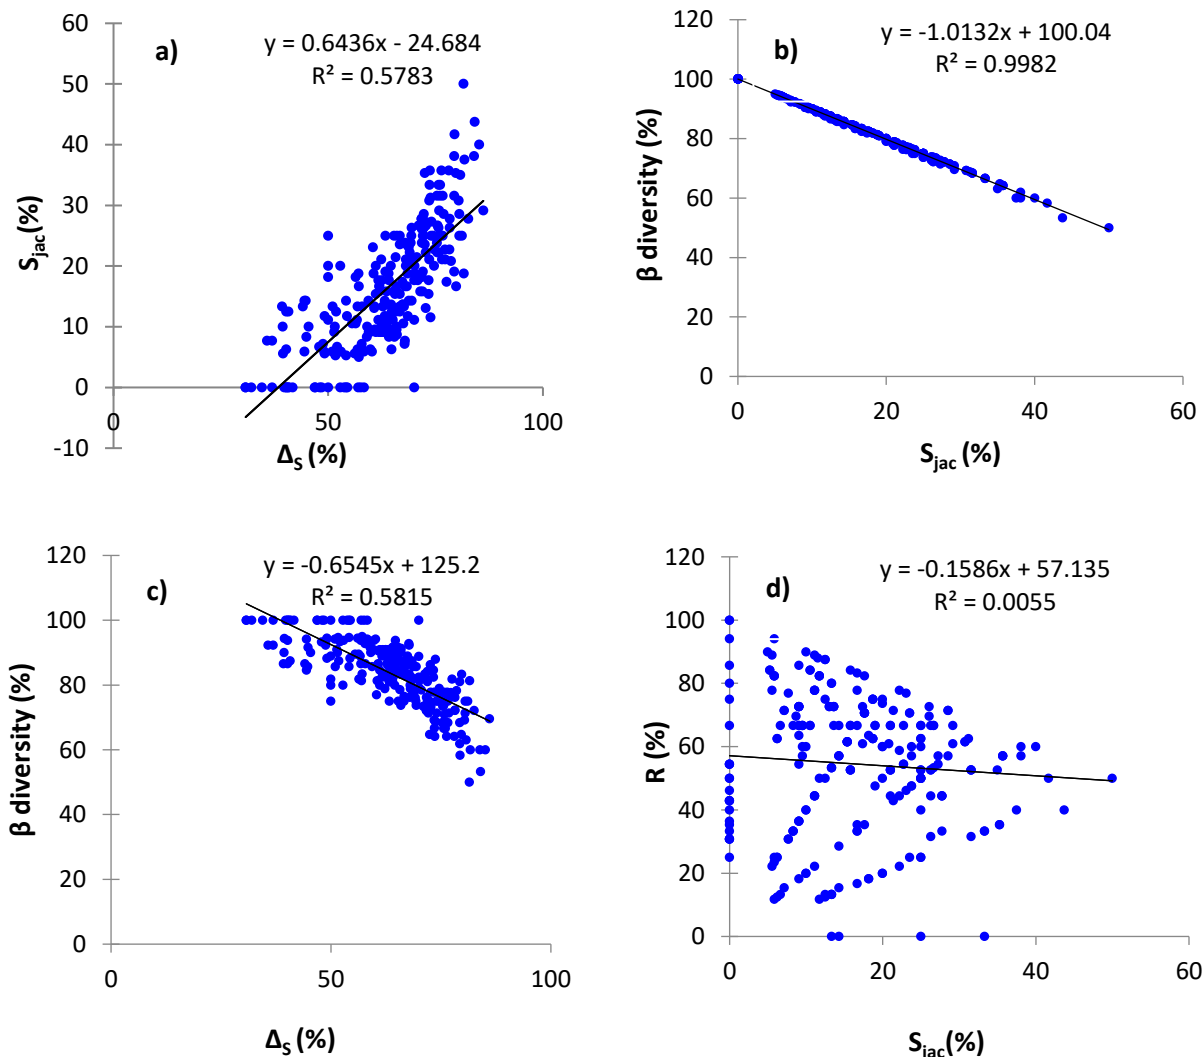 a)
y = 0.6436x - 24.684
R² = 0.5783
60
50
40
30
20
10
0
-10
0
50
100
S_jac (%)
Δ_S (%)
b)
y = -1.0132x + 100.04
R² = 0.9982
120
100
80
60
40
20
0
0
20
40
60
β diversity (%)
S_jac (%)
c)
y = -0.6545x + 125.2
R² = 0.5815
120
100
80
60
40
20
0
0
50
100
β diversity (%)
Δ_S (%)
d)
y = -0.1586x + 57.135
R² = 0.0055
120
100
80
60
40
20
0
0
20
40
60
R (%)
S_jac(%)